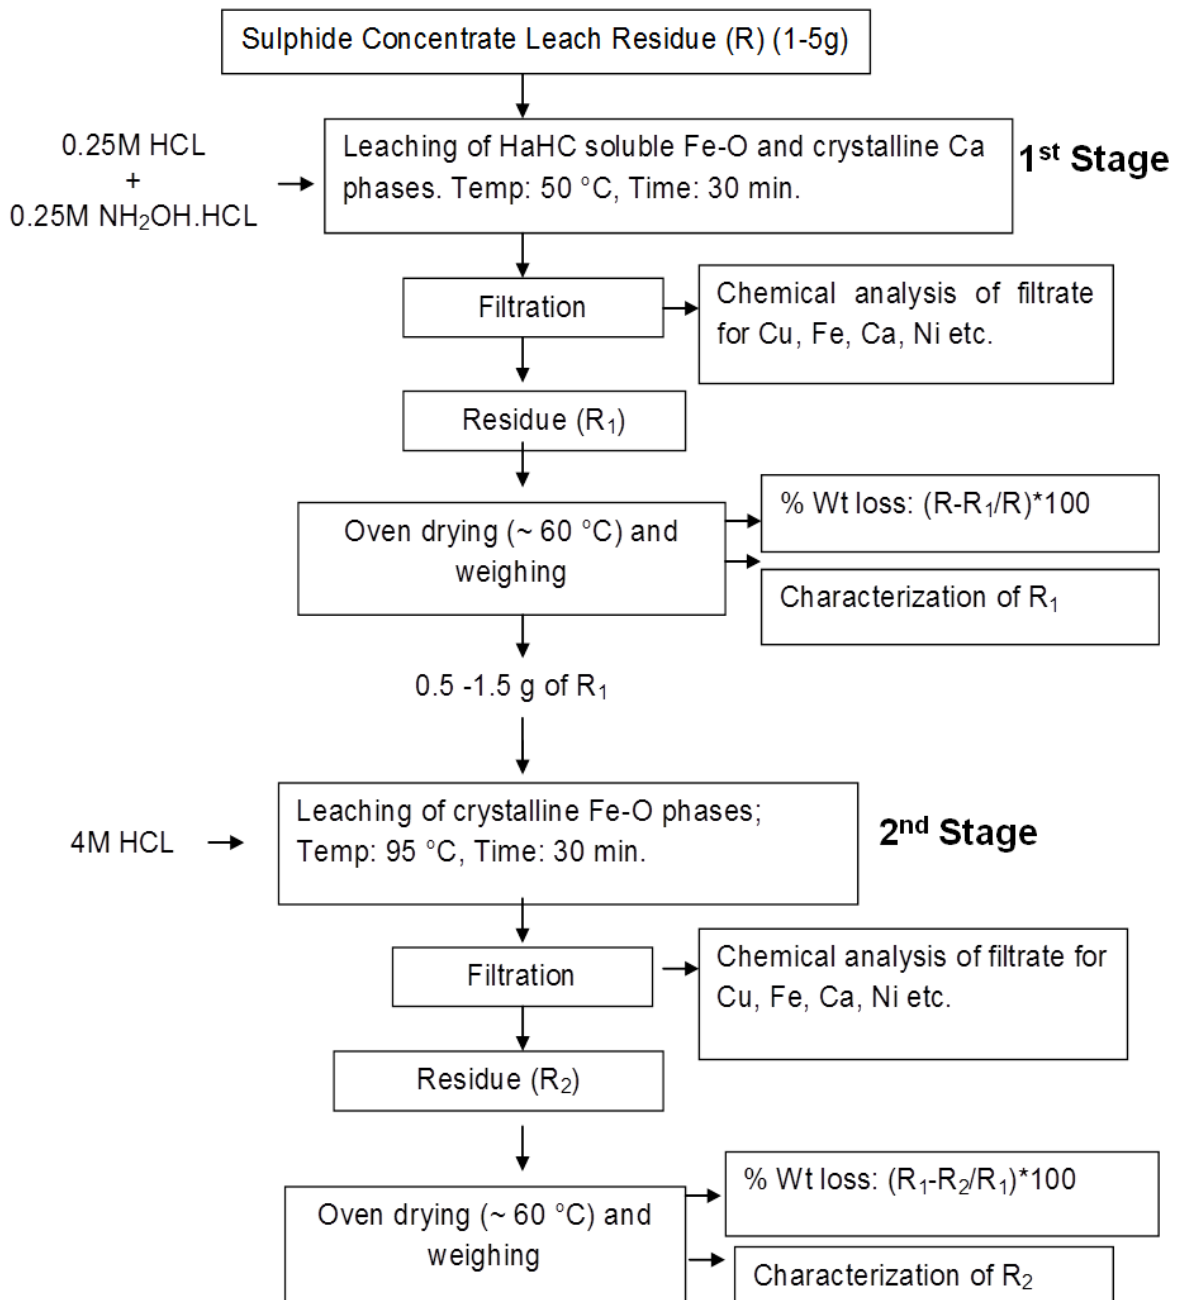 Sulphide Concentrate Leach Residue (R) (1-5g)
0.25M HCL
+
0.25M NH₂OH.HCL
Leaching of HaHC soluble Fe-O and crystalline Ca
phases. Temp: 50 °C, Time: 30 min.
1st Stage
Filtration
Chemical analysis of filtrate
for Cu, Fe, Ca, Ni etc.
Residue (R₁)
Oven drying (~ 60 °C) and
weighing
% Wt loss: (R-R₁/R)*100
Characterization of R₁
0.5 -1.5 g of R₁
4M HCL
Leaching of crystalline Fe-O phases;
Temp: 95 °C, Time: 30 min.
2nd Stage
Filtration
Chemical analysis of filtrate for
Cu, Fe, Ca, Ni etc.
Residue (R₂)
Oven drying (~ 60 °C) and
weighing
% Wt loss: (R₁-R₂/R₁)*100
Characterization of R₂